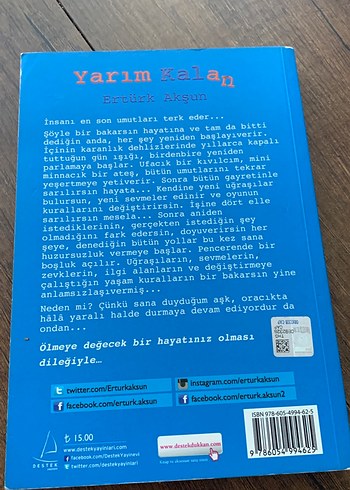 Yarım Kalan
Ertürk Akşun
İnsanı en son umutları terk eder...
Şöyle bir bakarsın hayatına ve tam da bitti
dediğin anda, her şey yeniden başlayıverir.
İçinin karanlık dehlizlerinde yıllarca kapalı
tuttuğun gün ışığı, birdenbire yeniden
parlamaya başlar. Ufacık bir kıvılcım, mini
minnacık bir ateş, bütün umutlarını tekrar
yeşertmeye yetiverir. Sonra bütün gayretinle
sarılırsın hayata... Kendine yeni uğraşılar
bulursun, yeni sevmeler edinir ve oyunun
kurallarını değiştirirsin. İşine dört elle
sarılırsın mesela... Sonra aniden
istediklerinin, gerçekten istediğin şey
olmadığını fark edersin, doyuverirsin her
şeye, denediğin bütün yollar bu kez sana
huzursuzluk vermeye başlar. Pencerende bir
boşluk açılır. Uğraşıların, sevmelerin,
zevklerin, ilgi alanların ve değiştirmeye
çalıştığın yaşam kuralların bir bakarsın yine
anlamsızlaşıvermiş...
Neden mi? Çünkü sana duyduğum aşk, oracıkta
hâlâ yaralı halde durmaya devam ediyordur da
ondan...
Ölmeye değecek bir hayatınız olması
dileğiyle…
twitter.com/Erturkaksun
instagram.com/erturkaksun
facebook.com/erturkaksun
facebook.com/erturkaksun2
ISBN 978-605-4994-62-5
9 786054 994625
DESTEK
₺ 15.00
www.destekyayinlari.com
facebook.com/DestekYayinevi
www.destekdukkan.com